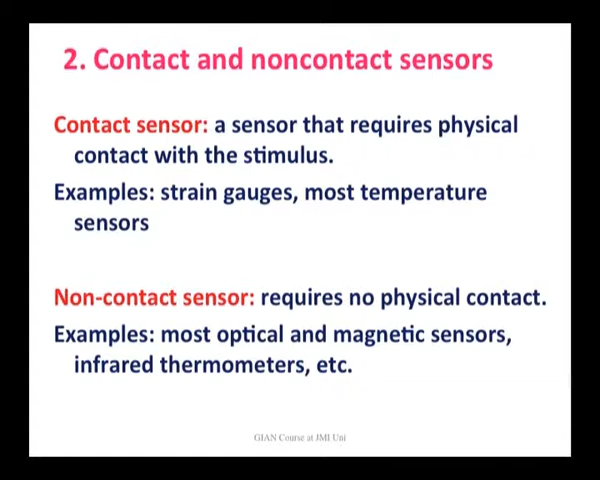 2. Contact and noncontact sensors
Contact sensor: a sensor that requires physical
contact with the stimulus.
Examples: strain gauges, most temperature
sensors
Non-contact sensor: requires no physical contact.
Examples: most optical and magnetic sensors,
infrared thermometers, etc.
GIAN Course at JMI Uni